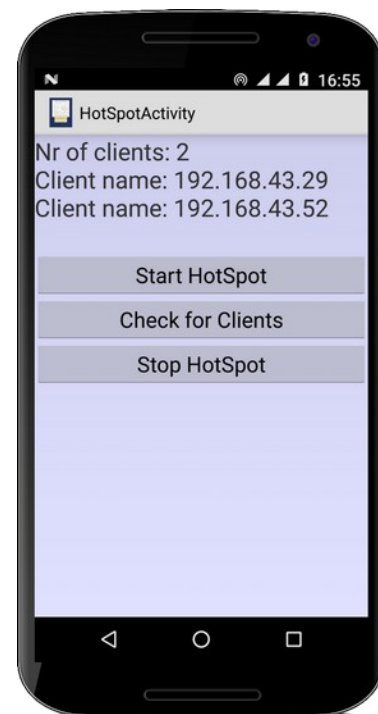 16:55
HotSpotActivity
Nr of clients: 2
Client name: 192.168.43.29
Client name: 192.168.43.52
Start HotSpot
Check for Clients
Stop HotSpot